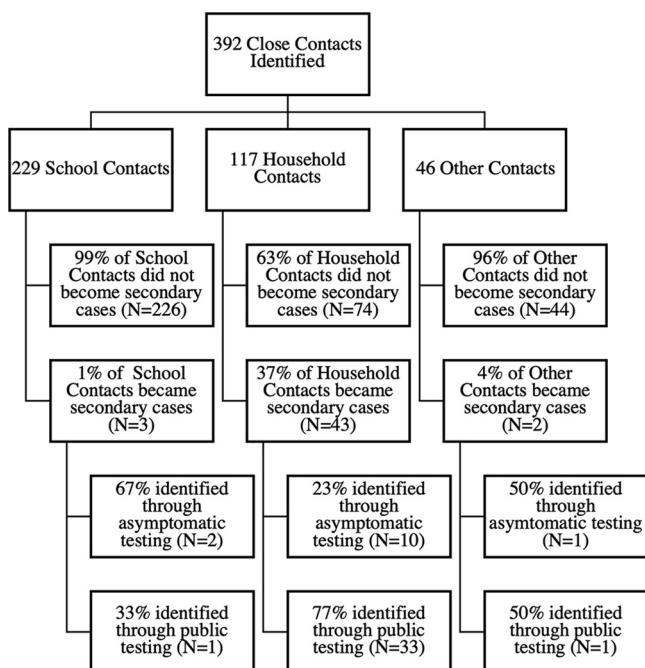 392 Close Contacts
Identified
229 School Contacts
117 Household
Contacts
46 Other Contacts
99% of School
Contacts did not
become secondary
cases (N=226)
63% of Household
Contacts did not
become secondary
cases (N=74)
96% of Other
Contacts did not
become secondary
cases (N=44)
1% of School
Contacts became
secondary cases
(N=3)
37% of Household
Contacts became
secondary cases
(N=43)
4% of Other
Contacts became
secondary cases
(N=2)
67% identified
through
asymptomatic
testing (N=2)
23% identified
through
asymptomatic
testing (N=10)
50% identified
through
asymtomatic testing
(N=1)
33% identified
through public
testing (N=1)
77% identified
through public
testing (N=33)
50% identified
through public
testing (N=1)